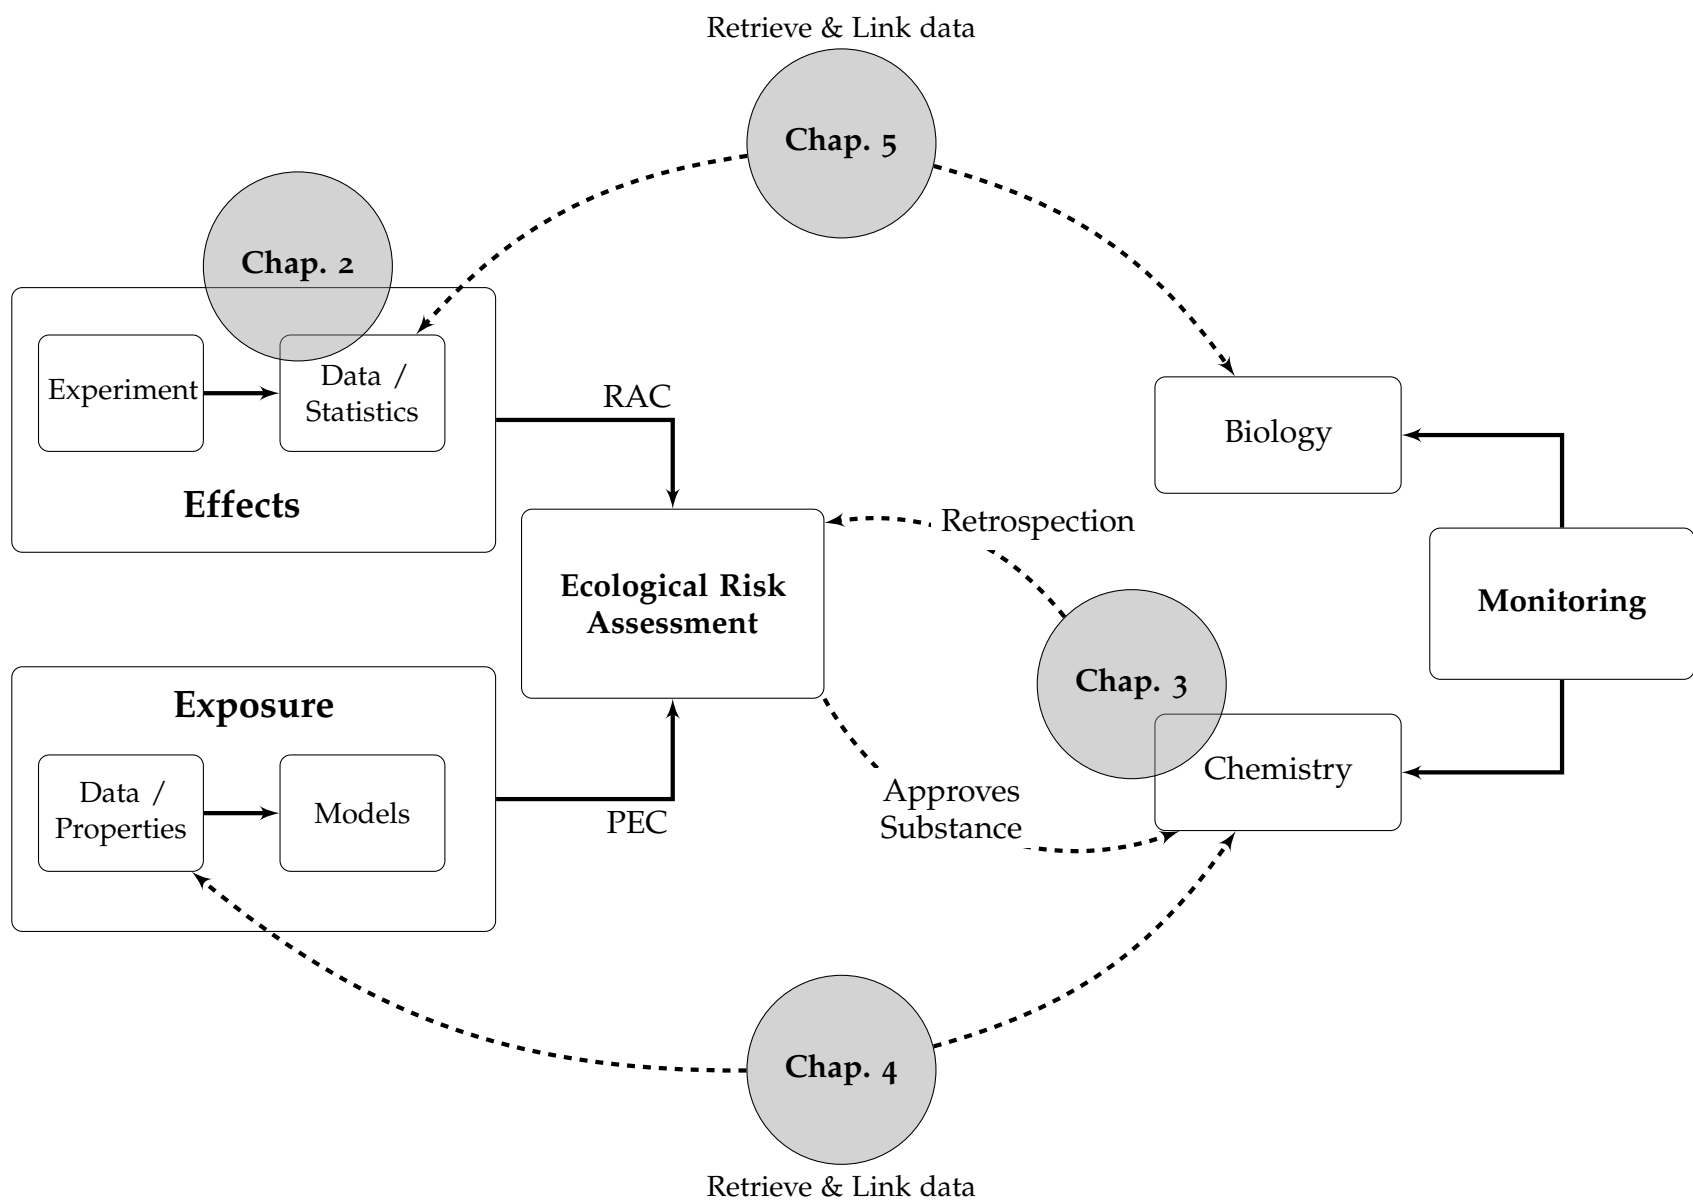 Retrieve & Link data
Chap. 5
Chap. 2
Experiment
Data /
Statistics
Effects
RAC
Biology
Retrospection
Ecological Risk
Assessment
Monitoring
Chap. 3
Exposure
Data /
Properties
Models
PEC
Approves
Substance
Chemistry
Chap. 4
Retrieve & Link data